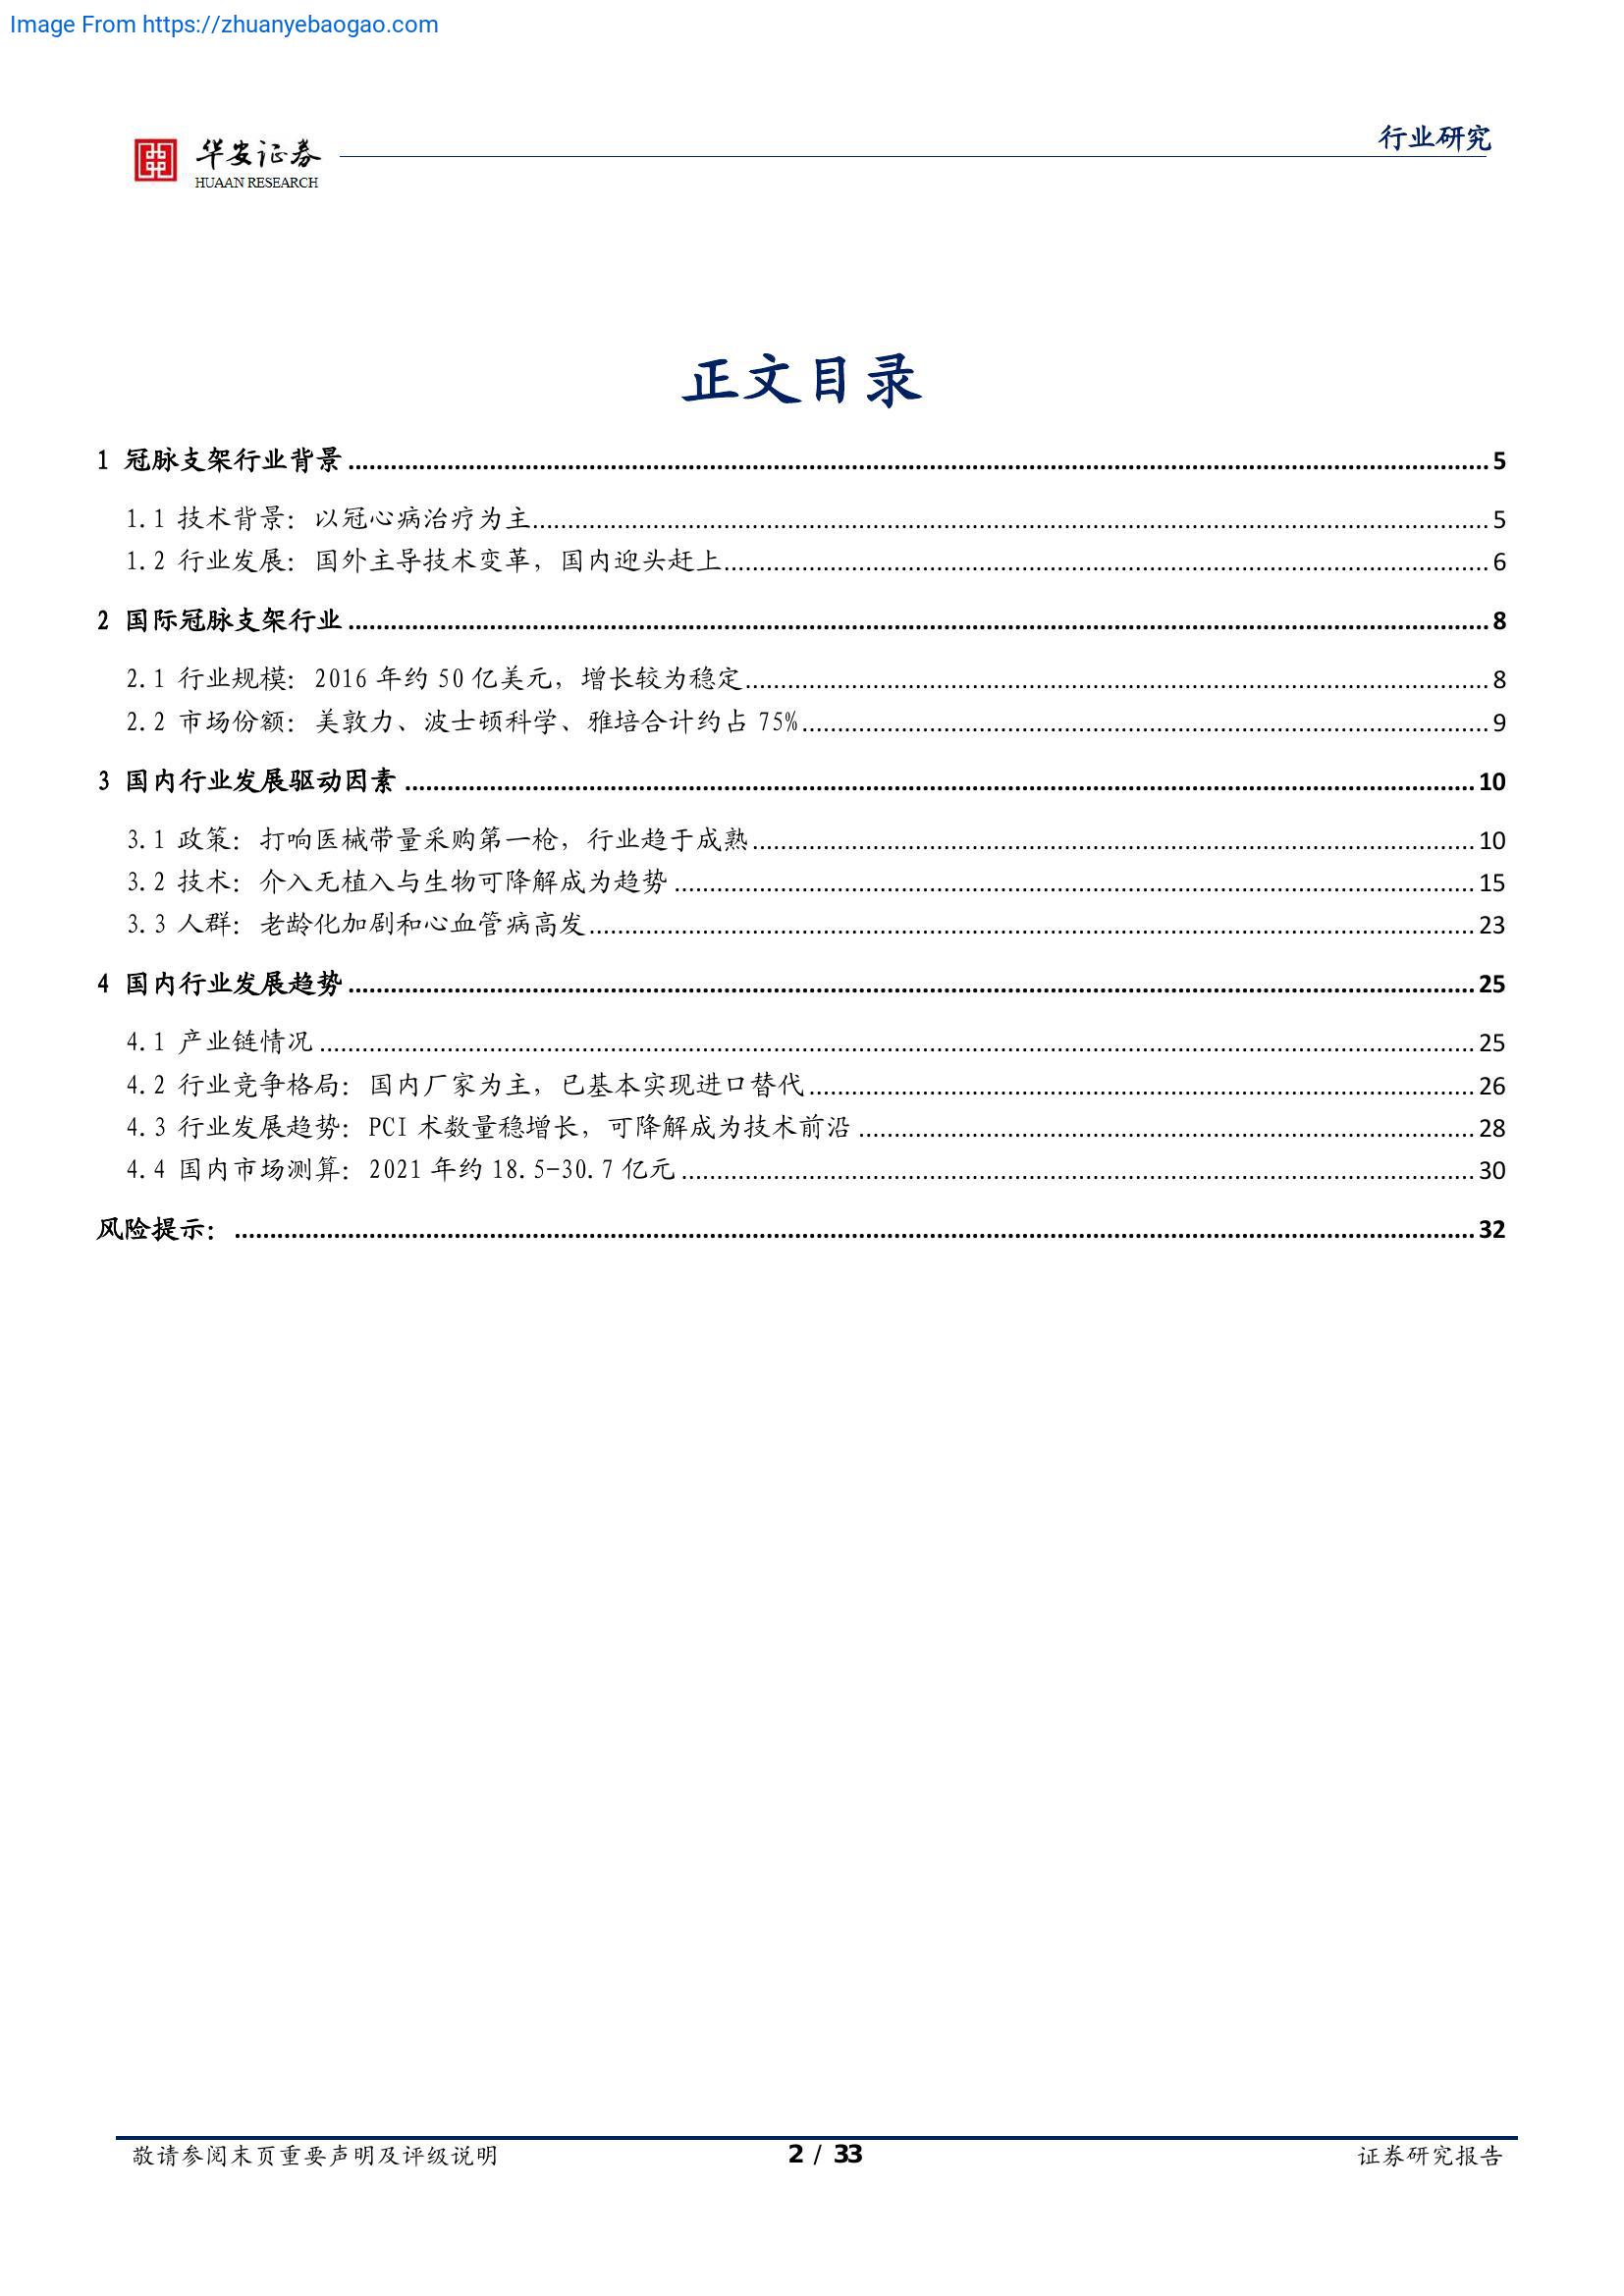 Image From https://zhuanyebaogao.com
华安证券
HUAAN RESEARCH
行业研究
正文目录
1 冠脉支架行业背景 5
1.1 技术背景：以冠心病治疗为主 5
1.2 行业发展：国外主导技术变革，国内迎头赶上 6
2 国际冠脉支架行业 8
2.1 行业规模：2016 年约 50 亿美元，增长较为稳定 8
2.2 市场份额：美敦力、波士顿科学、雅培合计约占 75% 9
3 国内行业发展驱动因素 10
3.1 政策：打响医械带量采购第一枪，行业趋于成熟 10
3.2 技术：介入无植入与生物可降解成为趋势 15
3.3 人群：老龄化加剧和心血管病高发 23
4 国内行业发展趋势 25
4.1 产业链情况 25
4.2 行业竞争格局：国内厂家为主，已基本实现进口替代 26
4.3 行业发展趋势：PCI 术数量稳增长，可降解成为技术前沿 28
4.4 国内市场测算：2021 年约 18.5-30.7 亿元 30
风险提示： 32
敬请参阅末页重要声明及评级说明
2 / 33
证券研究报告